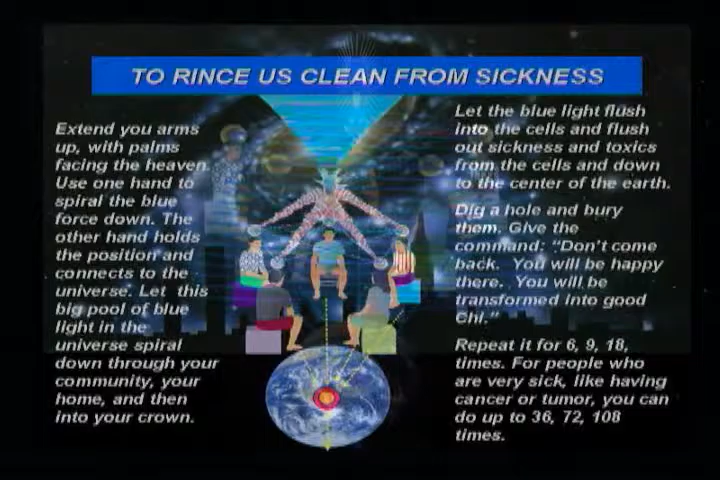 TO RINCE US CLEAN FROM SICKNESS
Extend you arms
up, with palms
facing the heaven.
Use one hand to
spiral the blue
force down. The
other hand holds
the position and
connects to the
universe. Let this
big pool of blue
light in the
universe spiral
down through your
community, your
home, and then
into your crown.
Let the blue light flush
into the cells and flush
out sickness and toxics
from the cells and down
to the center of the earth.
Dig a hole and bury
them. Give the
command: "Don't come
back. You will be happy
there. You will be
transformed into good
Chi."
Repeat it for 6, 9, 18,
times. For people who
are very sick, like having
cancer or tumor, you can
do up to 36, 72, 108
times.